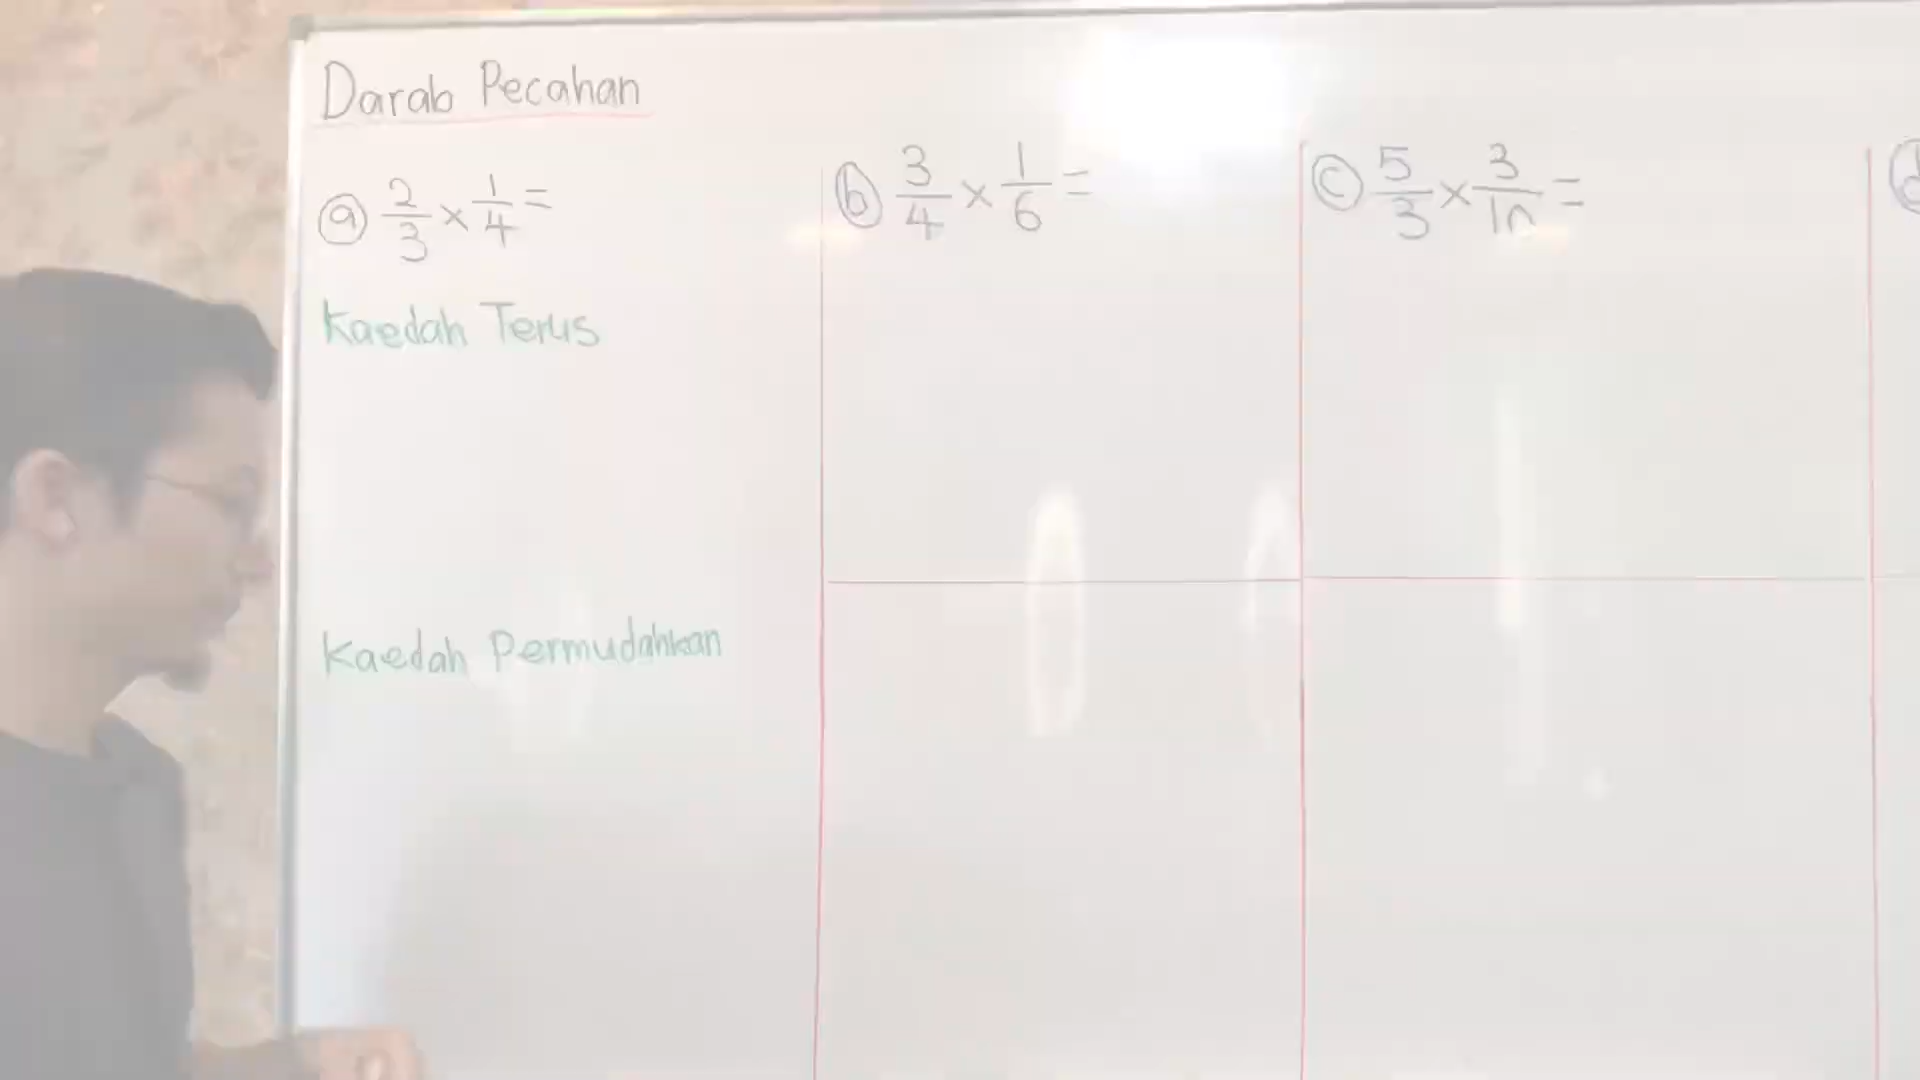 Darab Pecahan
ⓐ 2/3 × 1/4 =
ⓑ 3/4 × 1/6 =
ⓒ 5/3 × 3/10 =
ⓓ
Kaedah Terus
Kaedah Permudahkan